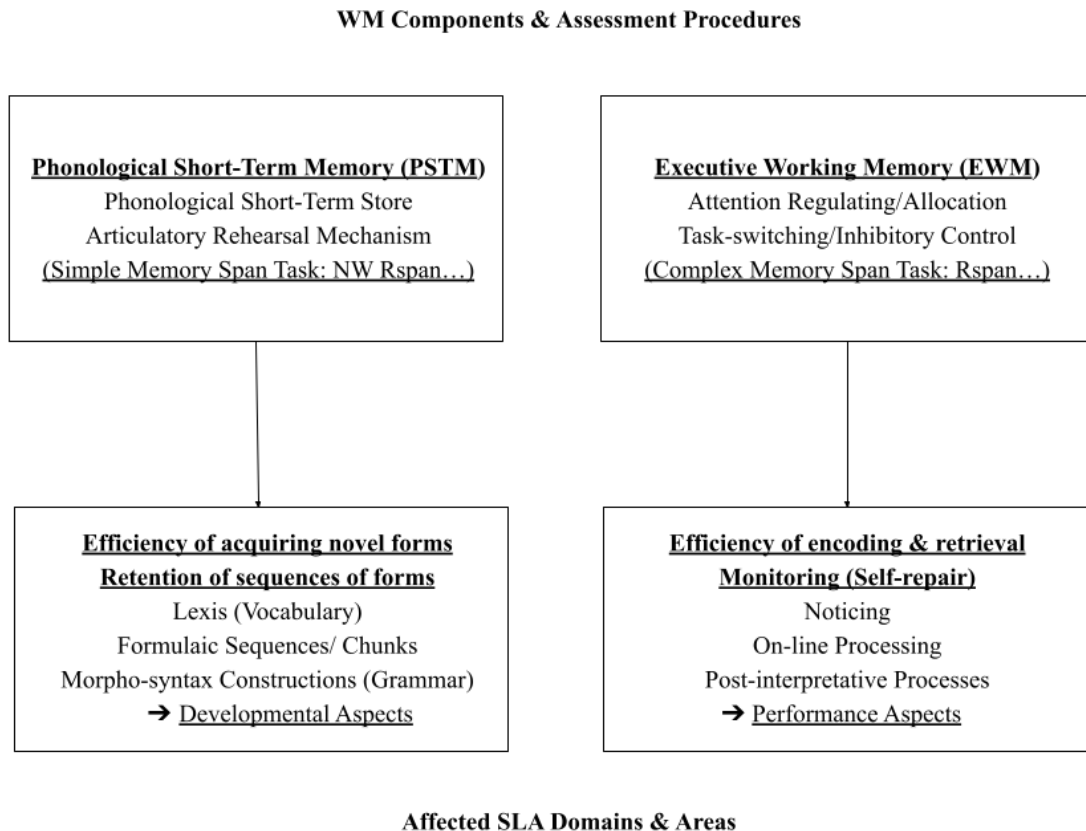 WM Components & Assessment Procedures
Phonological Short-Term Memory (PSTM)
Phonological Short-Term Store
Articulatory Rehearsal Mechanism
(Simple Memory Span Task: NW Rspan…)
Executive Working Memory (EWM)
Attention Regulating/Allocation
Task-switching/Inhibitory Control
(Complex Memory Span Task: Rspan…)
Efficiency of acquiring novel forms
Retention of sequences of forms
Lexis (Vocabulary)
Formulaic Sequences/ Chunks
Morpho-syntax Constructions (Grammar)
➔ Developmental Aspects
Efficiency of encoding & retrieval
Monitoring (Self-repair)
Noticing
On-line Processing
Post-interpretative Processes
➔ Performance Aspects
Affected SLA Domains & Areas